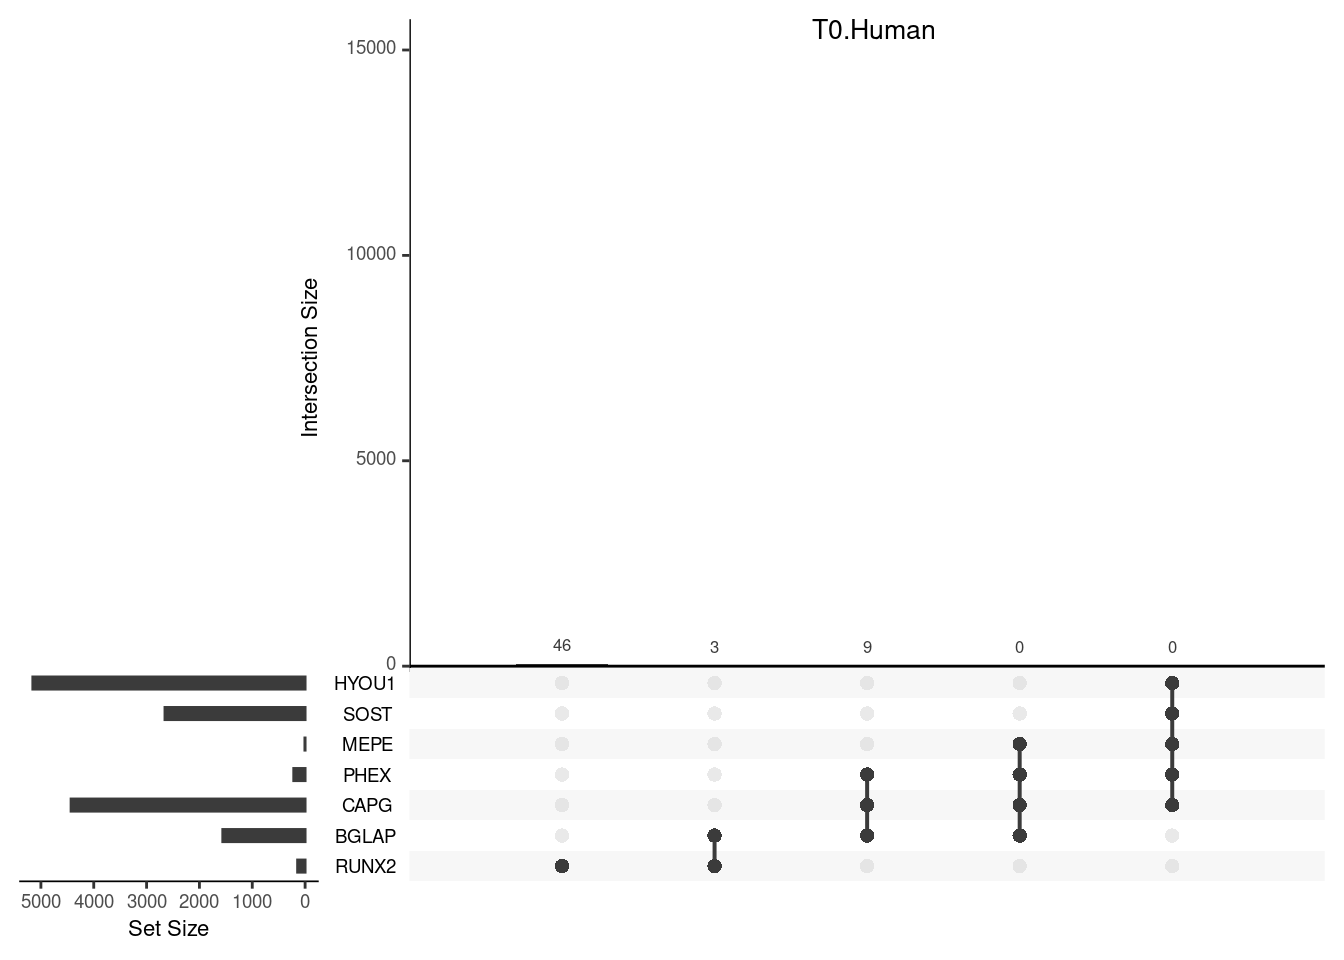 T0.Human
15000
10000
5000
0
Intersection Size
46 3 9 0 0
HYOU1
SOST
MEPE
PHEX
CAPG
BGLAP
RUNX2
5000 4000 3000 2000 1000 0
Set Size